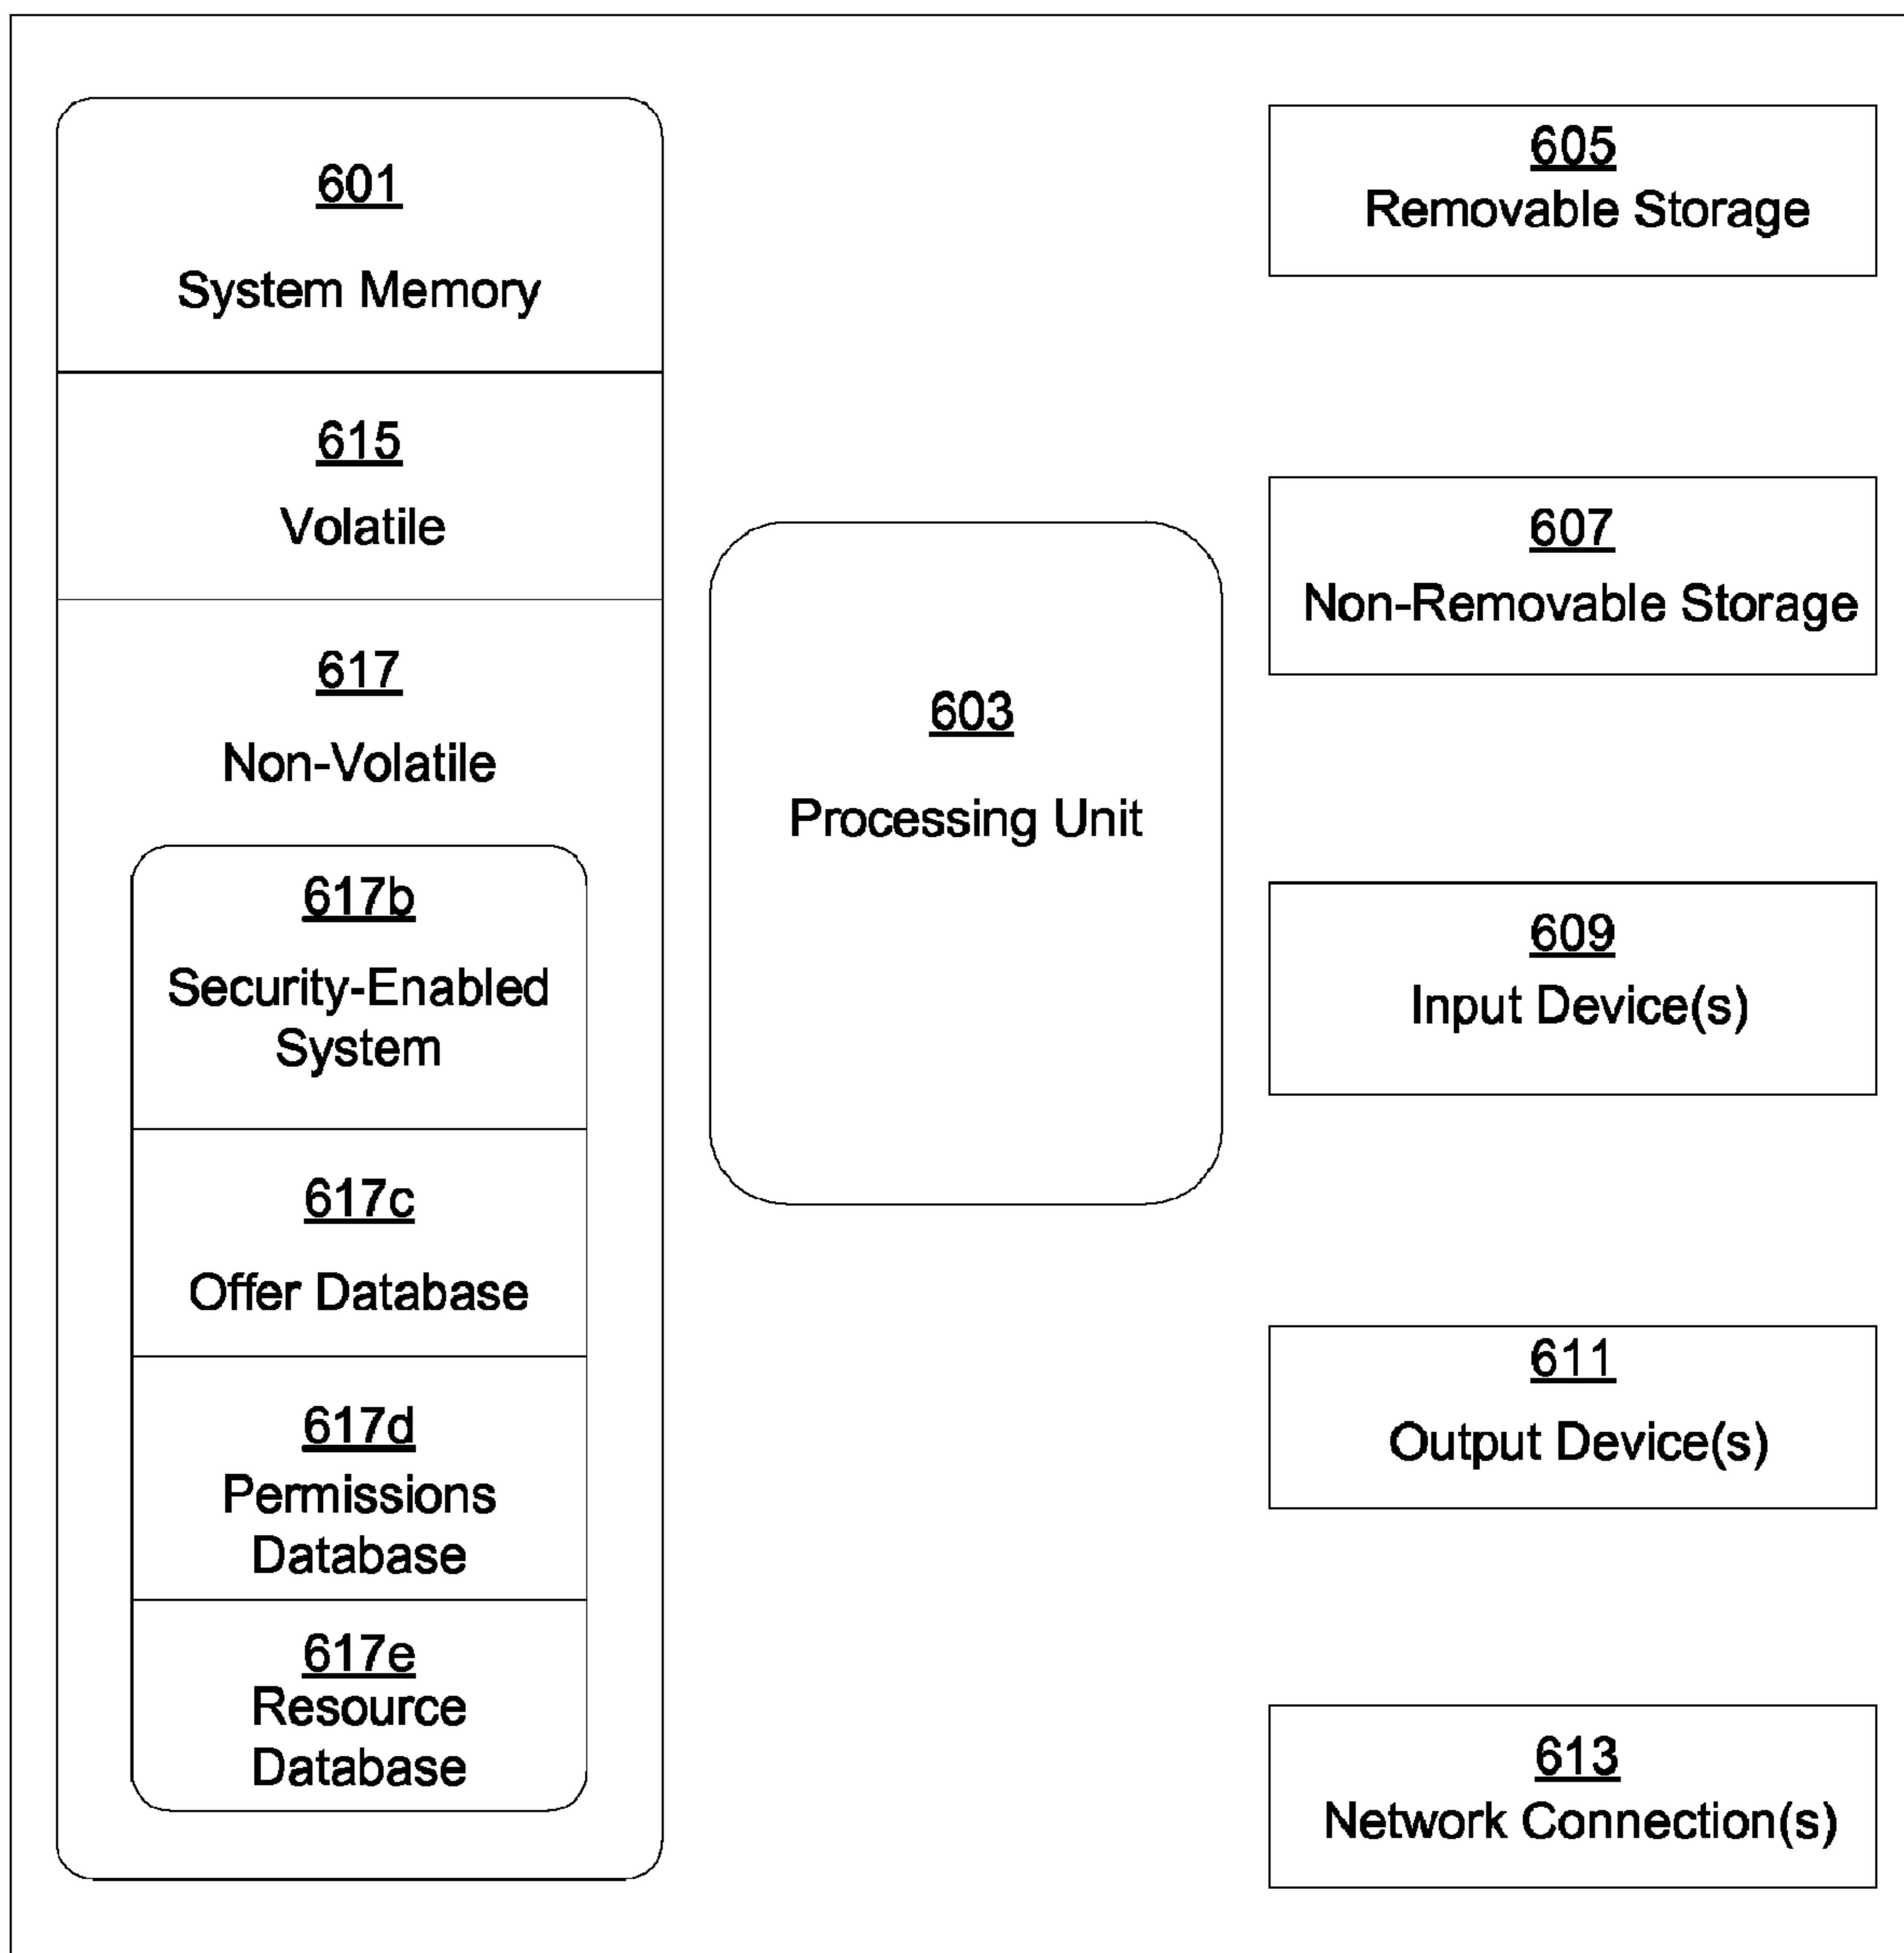 601
System Memory
615
Volatile
617
Non-Volatile
617b
Security-Enabled
System
617c
Offer Database
617d
Permissions
Database
617e
Resource
Database
603
Processing Unit
605
Removable Storage
607
Non-Removable Storage
609
Input Device(s)
611
Output Device(s)
613
Network Connection(s)